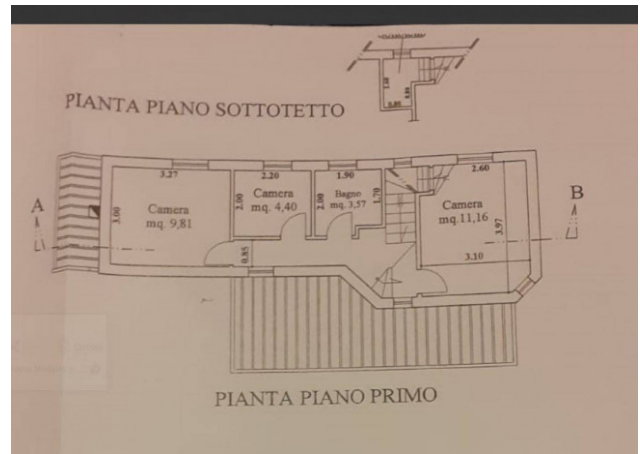 PIANTA PIANO SOTTOTETTO
0.85
3.27
2.20
1.90
2.60
3.00
Camera
mq. 9,81
2.00
Camera
mq. 4,40
2.00
Bagno
mq. 3,57
1.70
Camera
mq.11,16
3.97
3.10
0.85
A
B
PIANTA PIANO PRIMO